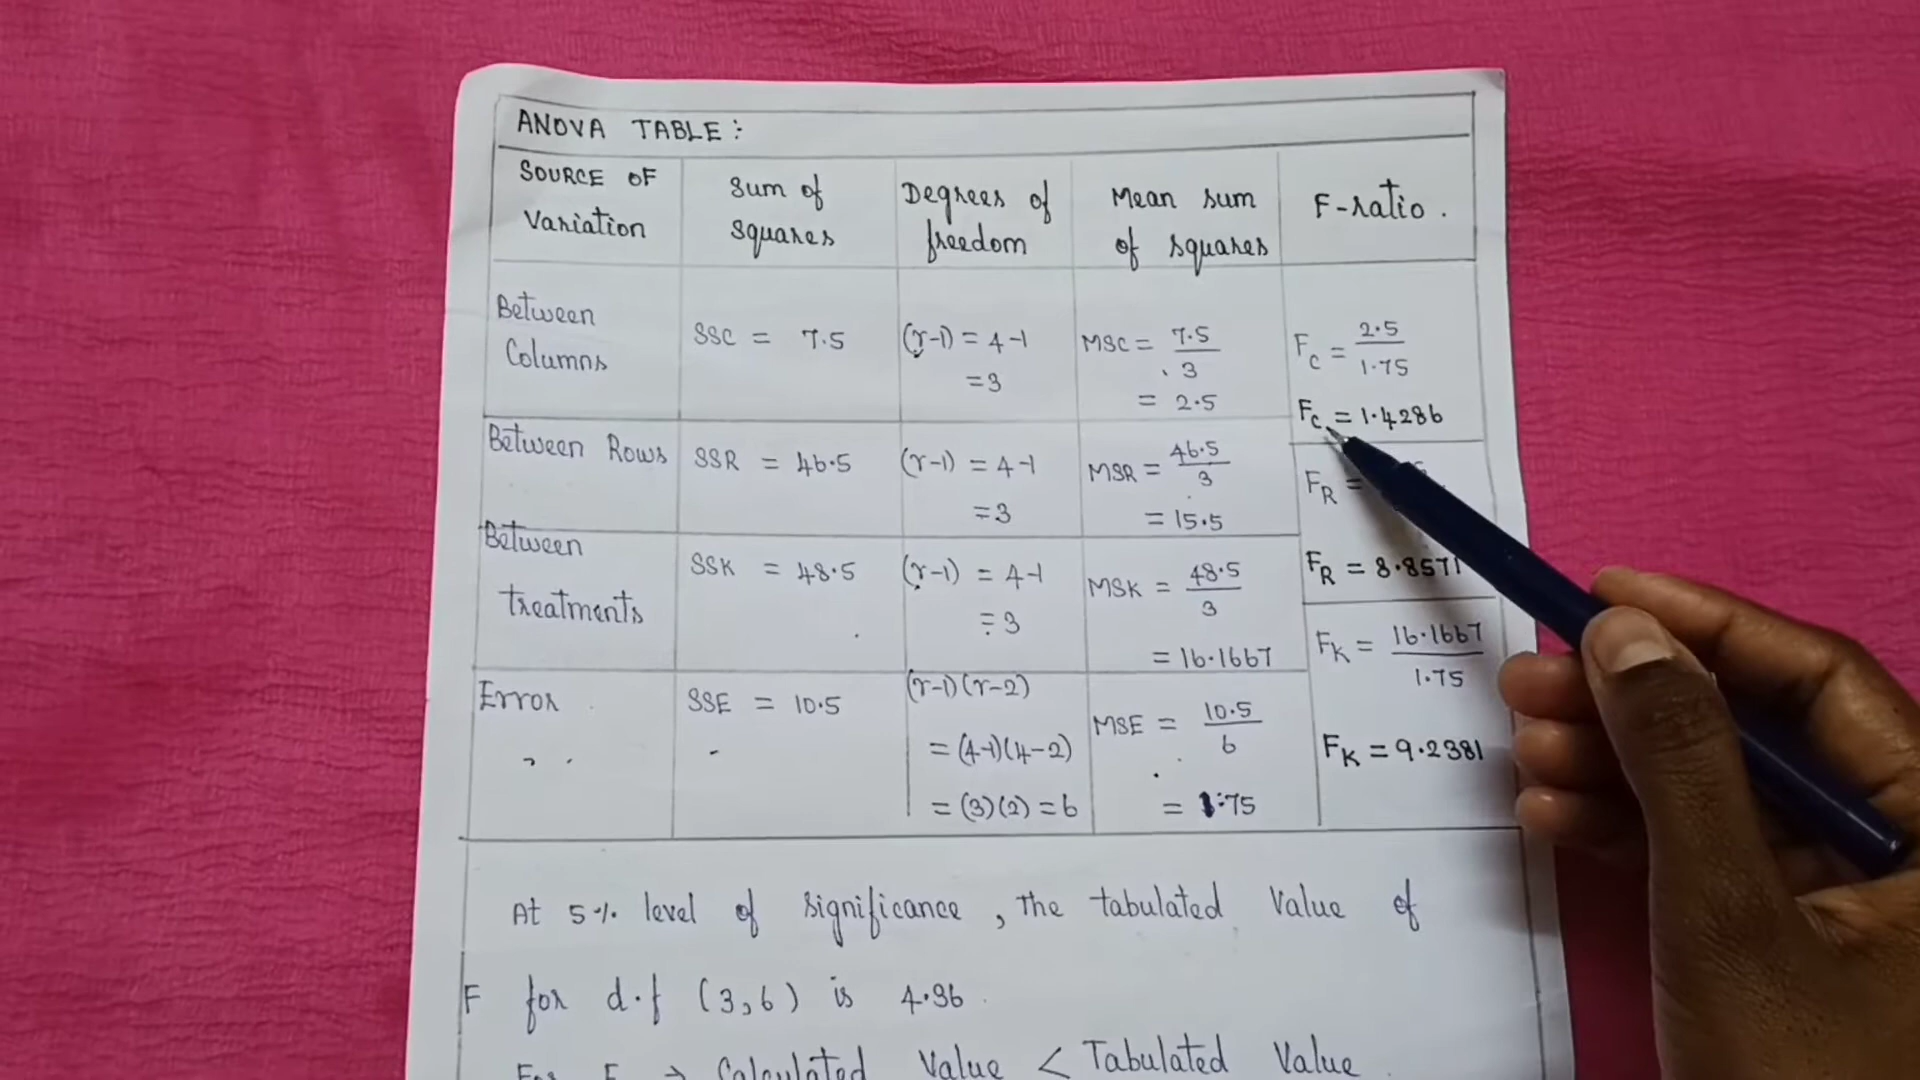 ANOVA TABLE :
SOURCE OF Variation
Sum of squares
Degrees of freedom
Mean sum of squares
F-ratio .
Between Columns
SSC = 7.5
(r-1) = 4-1
= 3
MSC = 7.5 / 3
= 2.5
Fc = 2.5 / 1.75
Fc = 1.4286
Between Rows
SSR = 46.5
(r-1) = 4-1
= 3
MSR = 46.5 / 3
= 15.5
FR =
FR = 8.8571
Between treatments
SSK = 48.5
(r-1) = 4-1
= 3
MSK = 48.5 / 3
= 16.1667
FK = 16.1667 / 1.75
FK = 9.2381
Error
SSE = 10.5
(r-1)(r-2)
= (4-1)(4-2)
= (3)(2) = 6
MSE = 10.5 / 6
= 1.75
At 5% level of significance, The tabulated Value of
F for d.f (3,6) is 4.96
Calculated Value < Tabulated Value